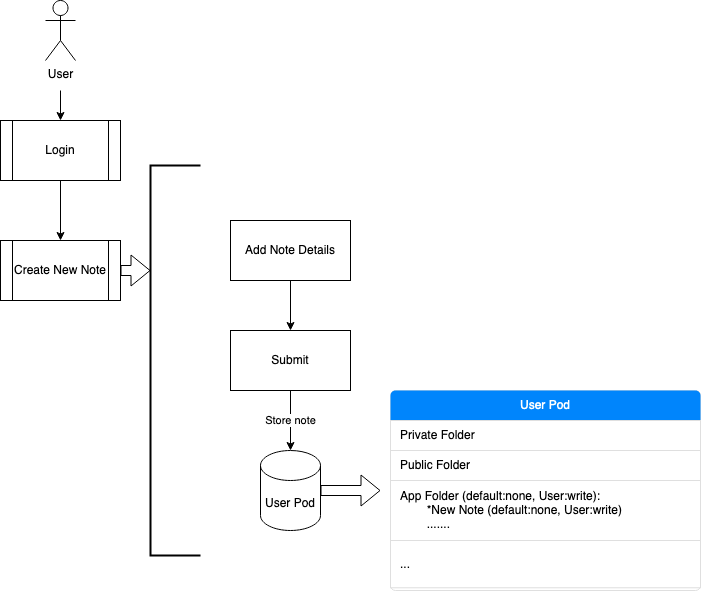 User
Login
Create New Note
Add Note Details
Submit
Store note
User Pod
User Pod
Private Folder
Public Folder
App Folder (default:none, User:write):
*New Note (default:none, User:write)
.......
...